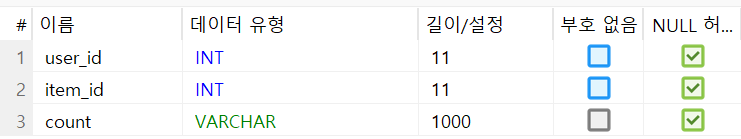 # 이름 데이터 유형 길이/설정 부호 없음 NULL 허...
1 user_id INT 11
2 item_id INT 11
3 count VARCHAR 1000